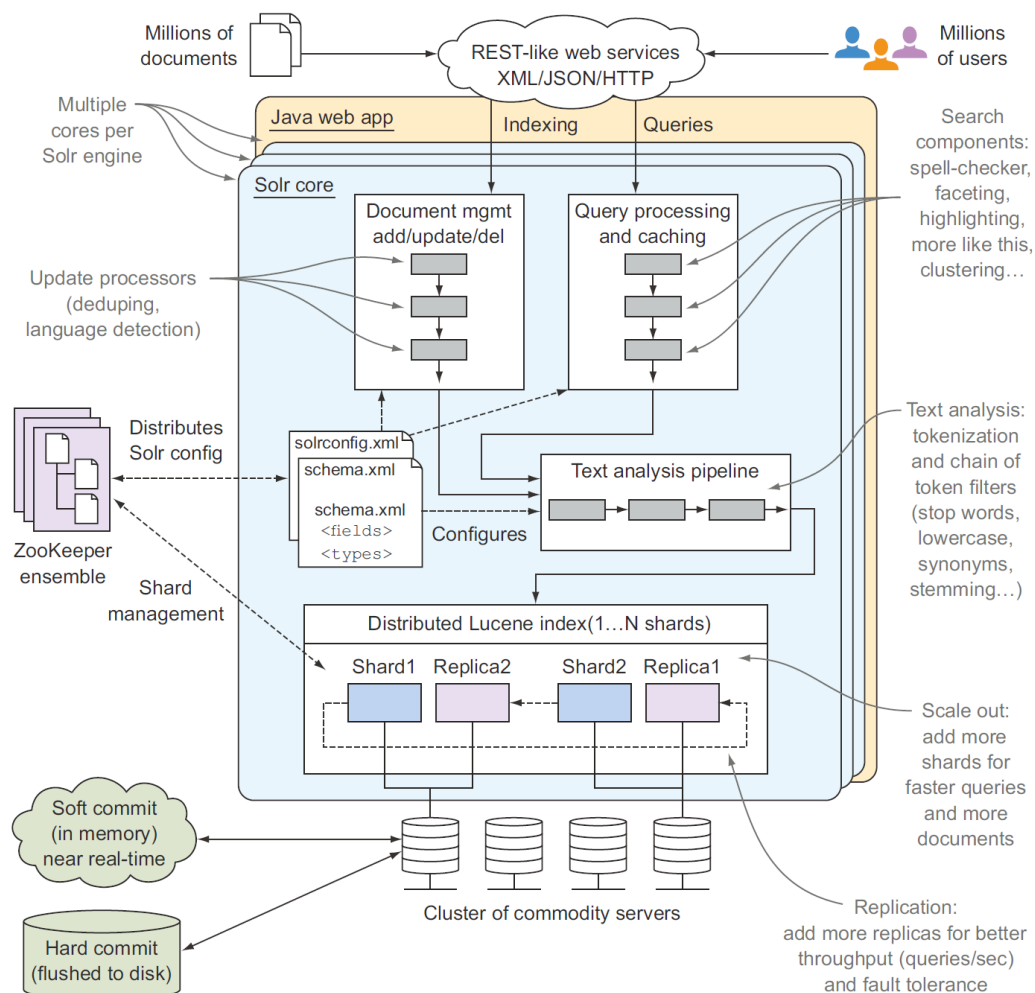 Millions of
documents
REST-like web services
XML/JSON/HTTP
Millions
of users
Multiple
cores per
Solr engine
Java web app
Indexing
Queries
Search
components:
spell-checker,
faceting,
highlighting,
more like this,
clustering…
Solr core
Document mgmt
add/update/del
Query processing
and caching
Update processors
(deduping,
language detection)
Distributes
Solr config
solrconfig.xml
schema.xml
schema.xml
<fields>
<types>
Configures
Text analysis pipeline
Text analysis:
tokenization
and chain of
token filters
(stop words,
lowercase,
synonyms,
stemming…)
ZooKeeper
ensemble
Shard
management
Distributed Lucene index(1…N shards)
Shard1
Replica2
Shard2
Replica1
Scale out:
add more
shards for
faster queries
and more
documents
Soft commit
(in memory)
near real-time
Cluster of commodity servers
Hard commit
(flushed to disk)
Replication:
add more replicas for better
throughput (queries/sec)
and fault tolerance